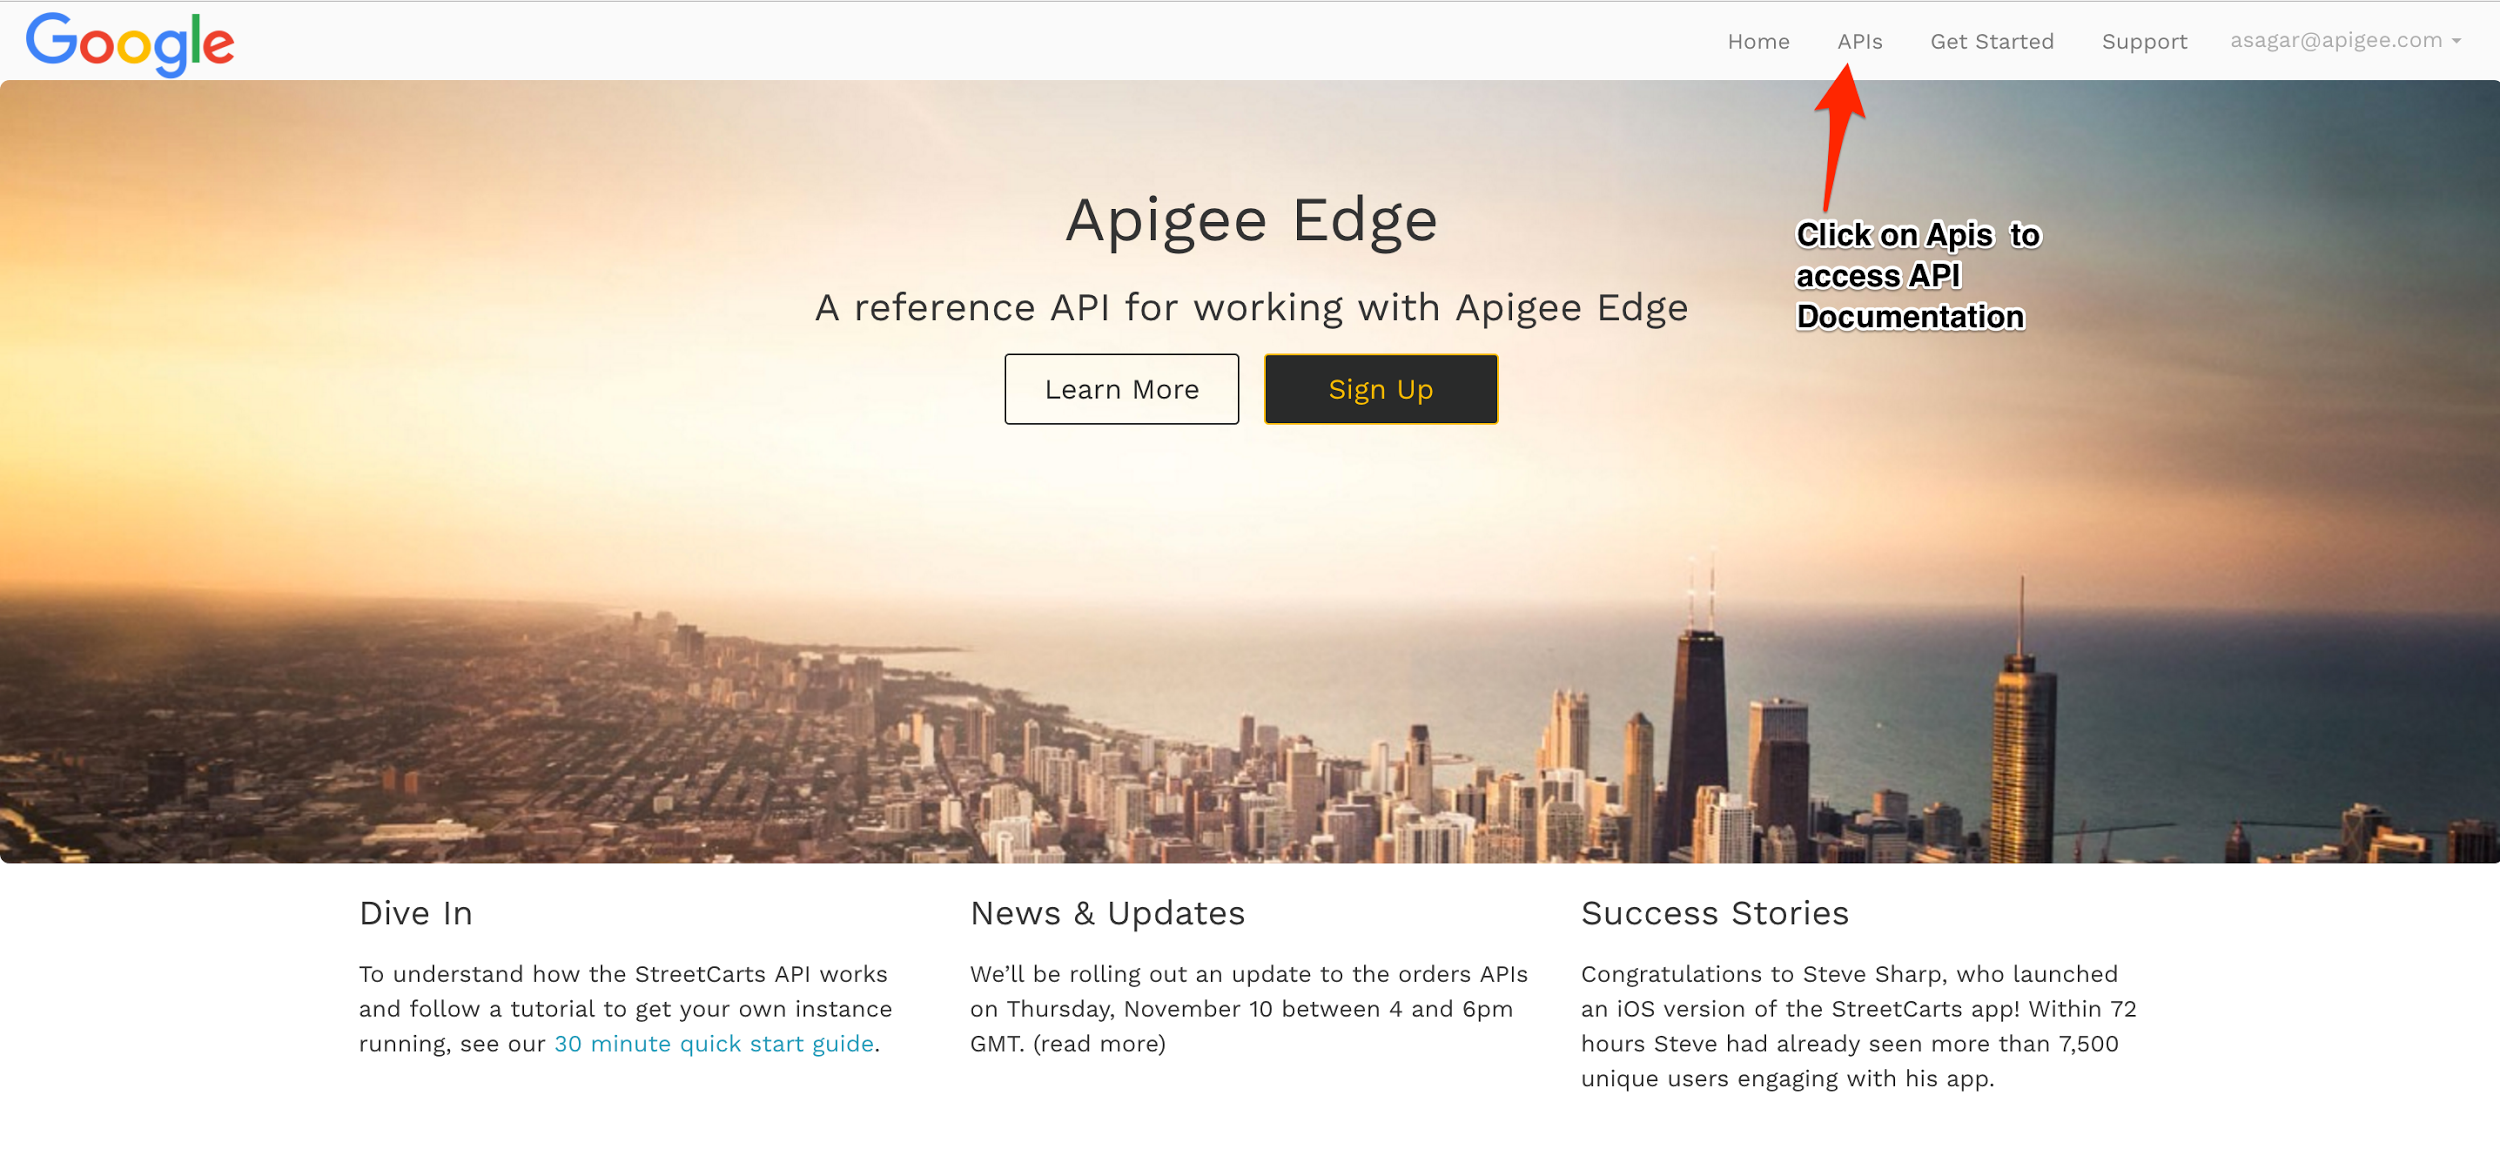 Google
Home APIs Get Started Support asagar@apigee.com
Apigee Edge
A reference API for working with Apigee Edge
Learn More Sign Up
Click on Apis to
access API
Documentation
Dive In
To understand how the StreetCarts API works
and follow a tutorial to get your own instance
running, see our 30 minute quick start guide.
News & Updates
We’ll be rolling out an update to the orders APIs
on Thursday, November 10 between 4 and 6pm
GMT. (read more)
Success Stories
Congratulations to Steve Sharp, who launched
an iOS version of the StreetCarts app! Within 72
hours Steve had already seen more than 7,500
unique users engaging with his app.